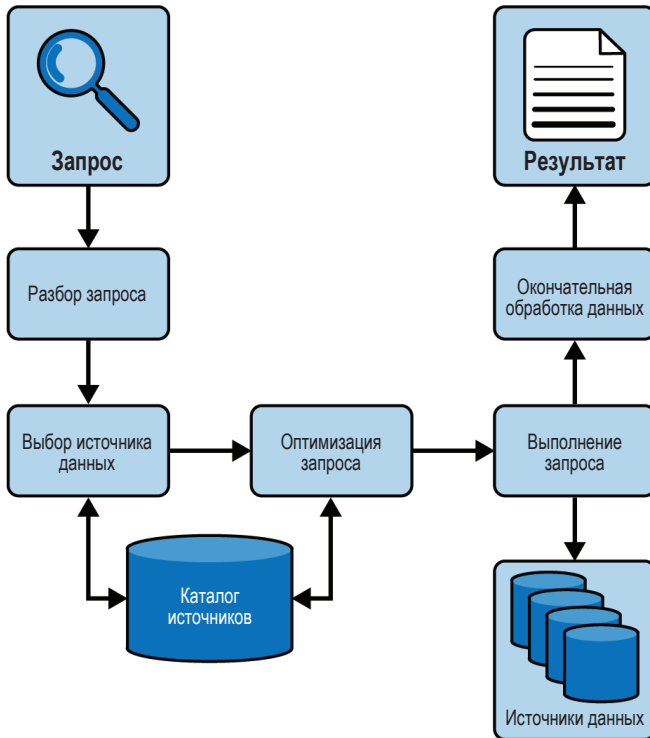 Запрос
Результат
Разбор запроса
Окончательная
обработка данных
Выбор источника
данных
Оптимизация
запроса
Выполнение
запроса
Каталог
источников
Источники данных